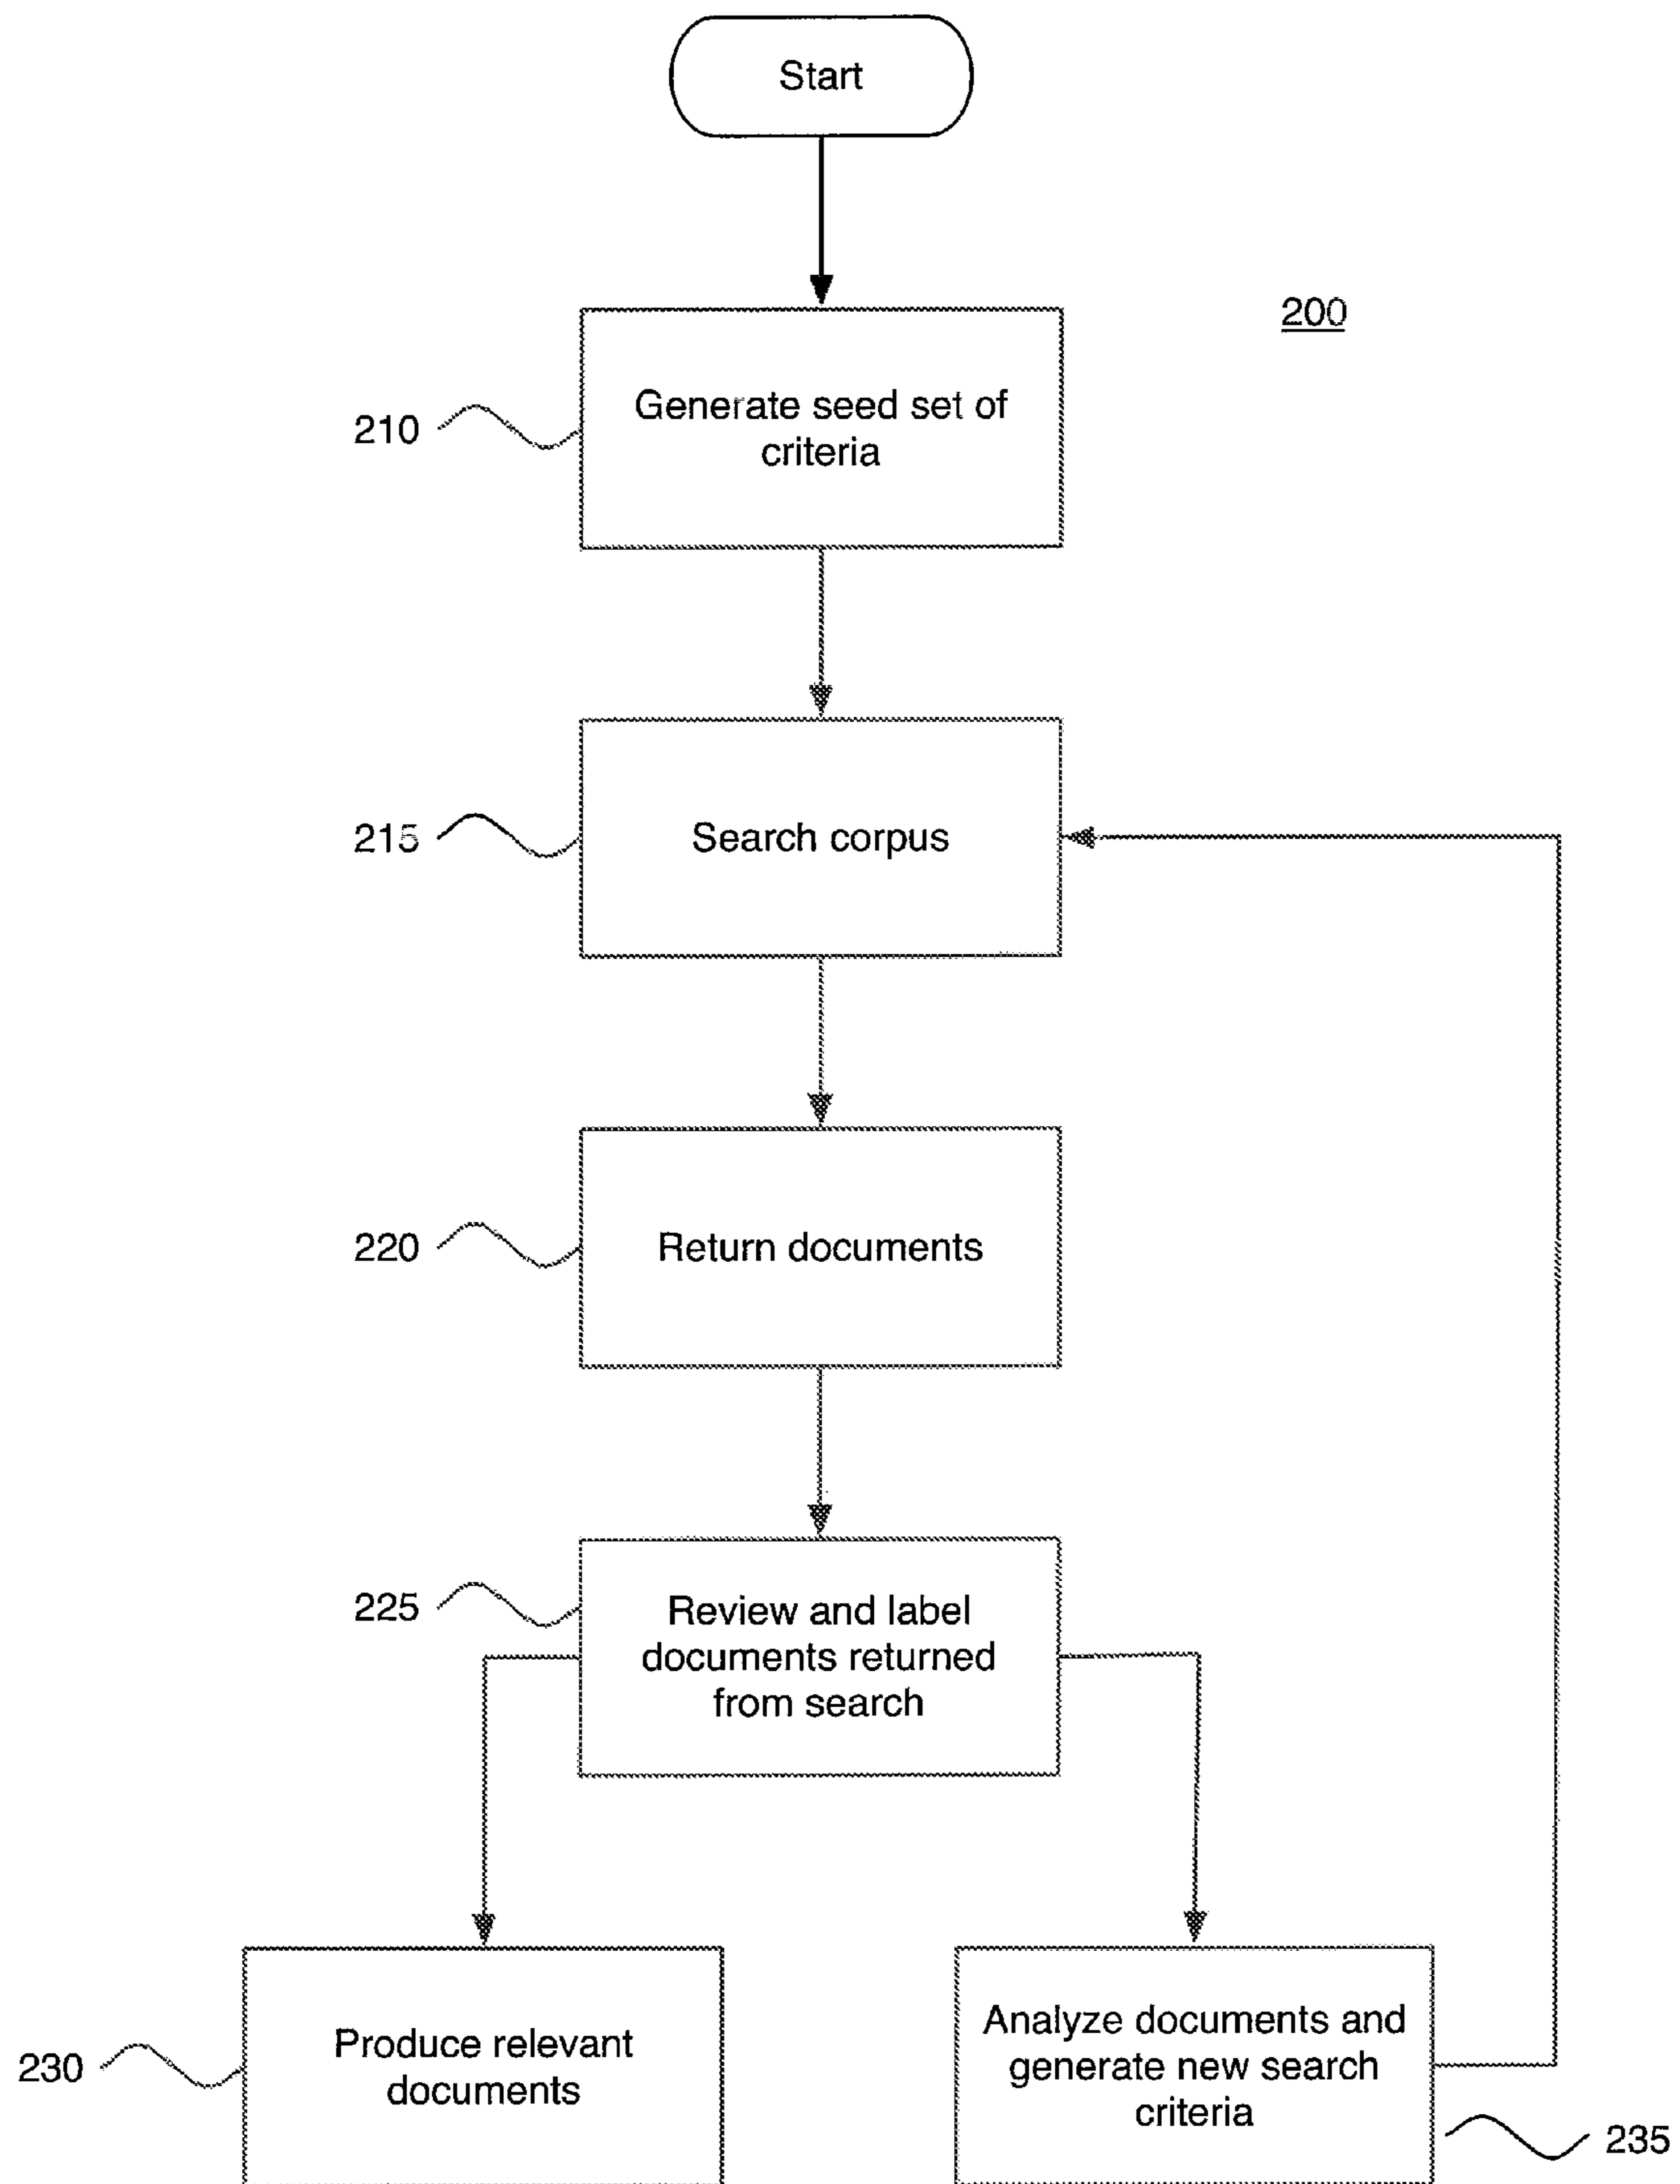 Start
200
210
Generate seed set of
criteria
215
Search corpus
220
Return documents
225
Review and label
documents returned
from search
230
Produce relevant
documents
Analyze documents and
generate new search
criteria
235